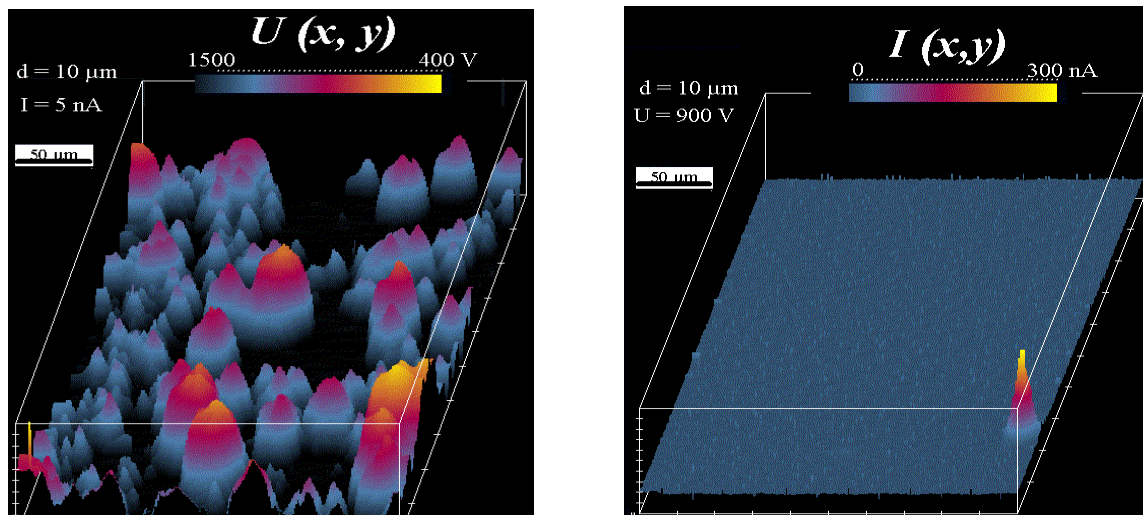 U (x, y)
1500 400 V
d = 10 µm
I = 5 nA
50 µm
I (x,y)
0 300 nA
d = 10 µm
U = 900 V
50 µm